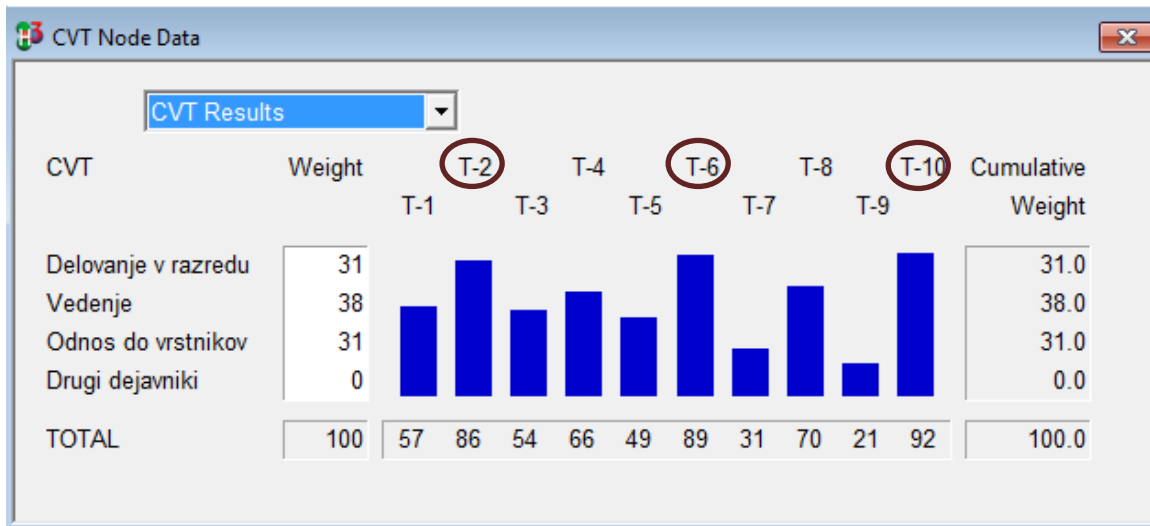 CVT Node Data
CVT Results
CVT Weight T-2 T-4 T-6 T-8 T-10 Cumulative
T-1 T-3 T-5 T-7 T-9 Weight
Delovanje v razredu 31 31.0
Vedenje 38 38.0
Odnos do vrstnikov 31 31.0
Drugi dejavniki 0 0.0
TOTAL 100 57 86 54 66 49 89 31 70 21 92 100.0